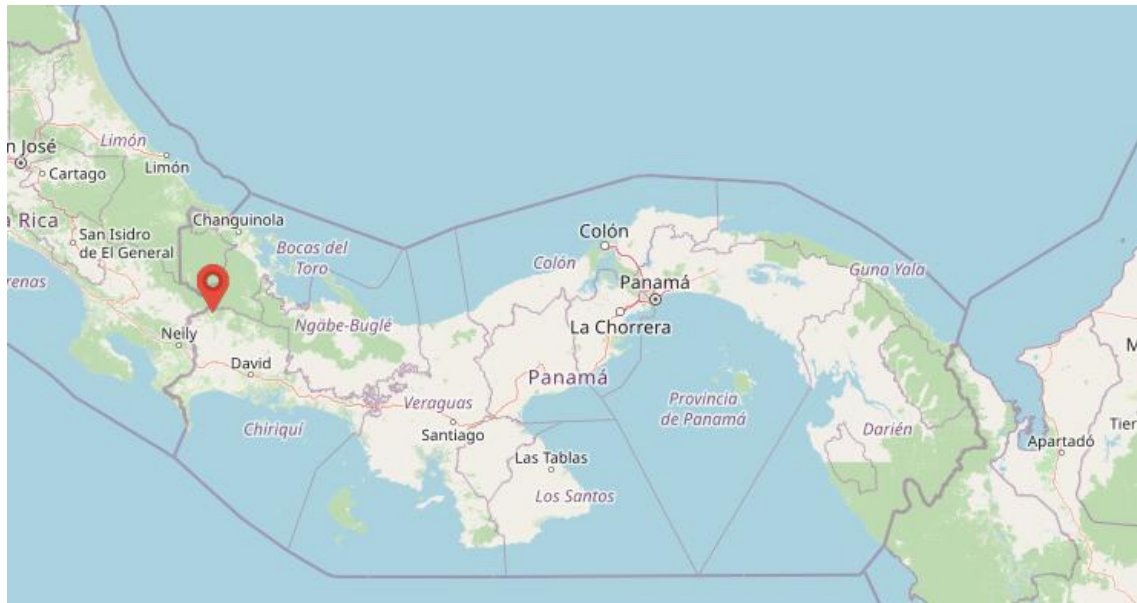 n José
Cartago
Limón
Limón
a Rica
San Isidro
de El General
Changuinola
Bocas del
Toro
renas
Ngäbe-Buglé
Neily
David
Chiriquí
Veraguas
Santiago
Las Tablas
Los Santos
Colón
Colón
Panamá
La Chorrera
Panamá
Provincia
de Panamá
Guna Yala
Darién
Apartadó
M
Tier